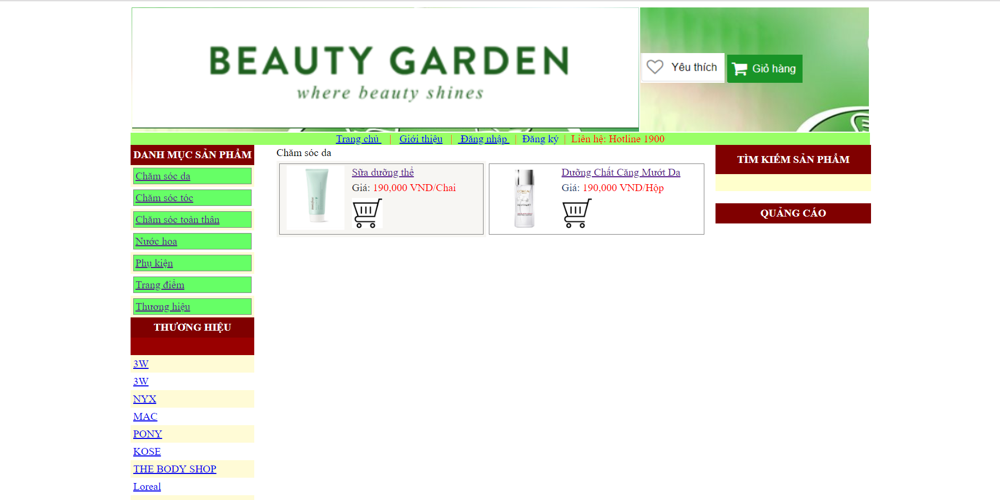 BEAUTY GARDEN
where beauty shines
Yêu thích
Giỏ hàng
Trang chủ | Giới thiệu | Đăng nhập | Đăng ký | Liên hệ: Hotline 1900
DANH MỤC SẢN PHẨM
Chăm sóc da
Chăm sóc tóc
Chăm sóc toàn thân
Nước hoa
Phụ kiện
Trang điểm
Thương hiệu
THƯƠNG HIỆU
3W
3W
NYX
MAC
PONY
KOSE
THE BODY SHOP
Loreal
Chăm sóc da
innisfree
Sữa dưỡng thể
Giá: 190,000 VND/Chai
L'OREAL
REVITALIFT
Dưỡng Chất Căng Mướt Da
Giá: 190,000 VND/Hộp
TÌM KIẾM SẢN PHẨM
QUẢNG CÁO